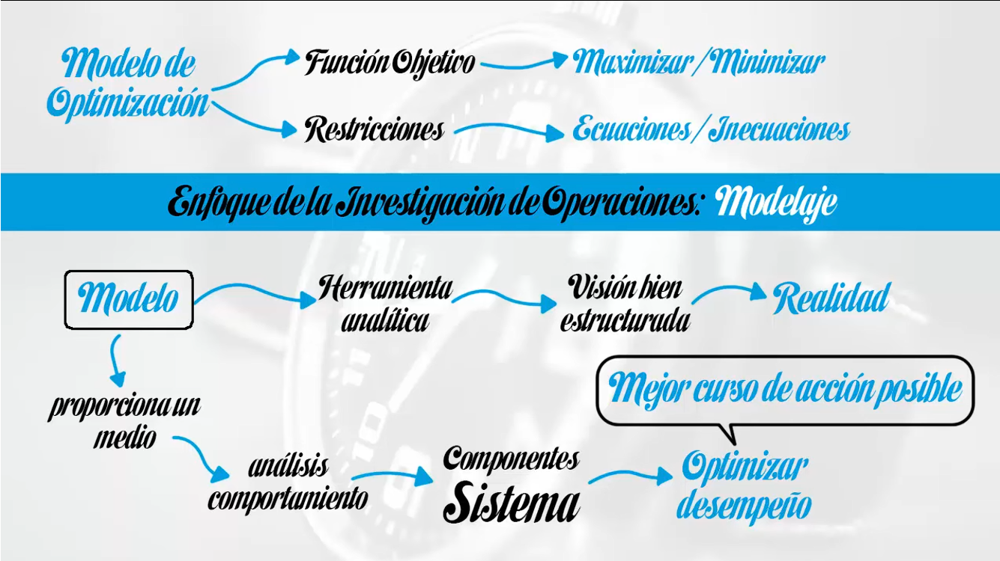 Modelo de
Optimización
Función Objetivo
Maximizar / Minimizar
Restricciones
Ecuaciones / Inecuaciones
Enfoque de la Investigación de Operaciones: Modelaje
Modelo
Herramienta
analítica
Visión bien
estructurada
Realidad
proporciona un
medio
análisis
comportamiento
Componentes
Sistema
Mejor curso de acción posible
Optimizar
desempeño
11
10